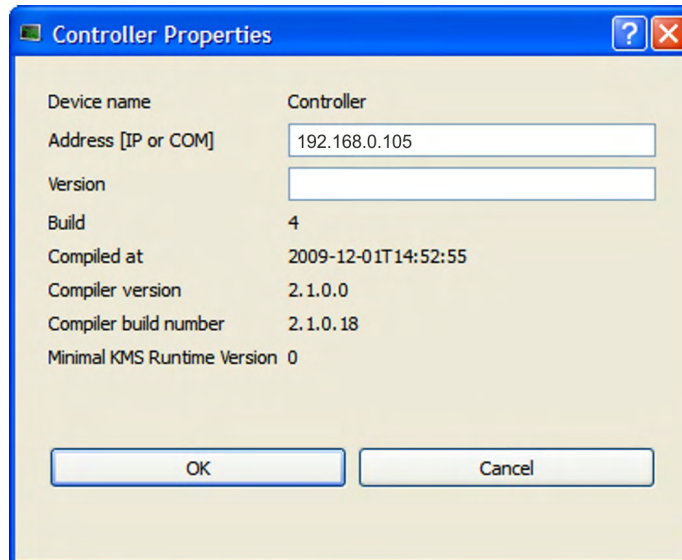 Controller Properties
Device name Controller
Address [IP or COM] 192.168.0.105
Version
Build 4
Compiled at 2009-12-01T14:52:55
Compiler version 2.1.0.0
Compiler build number 2.1.0.18
Minimal KMS Runtime Version 0
OK Cancel